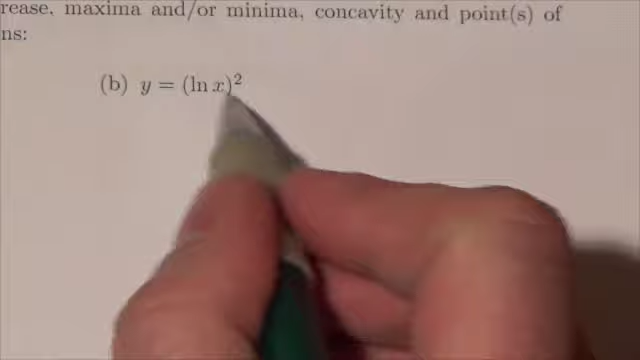 rease, maxima and/or minima, concavity and point(s) of
ns:
(b) y = (ln x)²